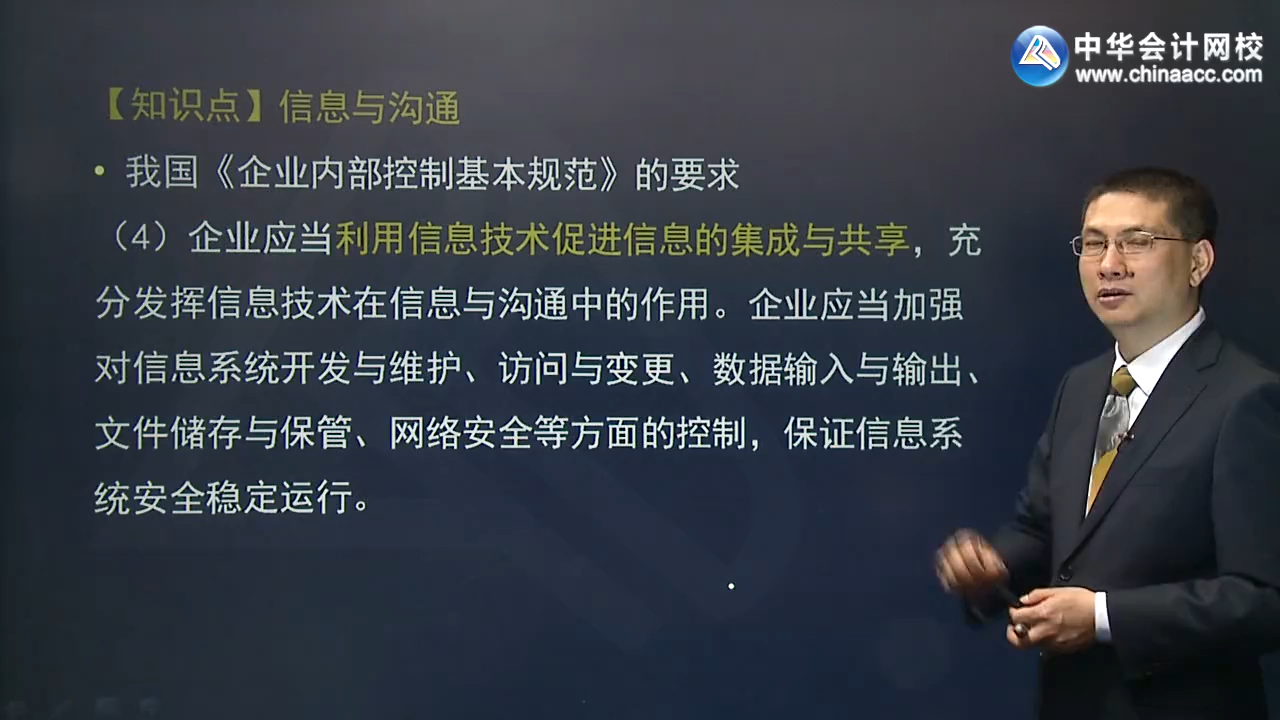 中华会计网校
www.chinaacc.com
【知识点】信息与沟通
• 我国《企业内部控制基本规范》的要求
（4）企业应当利用信息技术促进信息的集成与共享，充
分发挥信息技术在信息与沟通中的作用。企业应当加强
对信息系统开发与维护、访问与变更、数据输入与输出、
文件储存与保管、网络安全等方面的控制，保证信息系
统安全稳定运行。